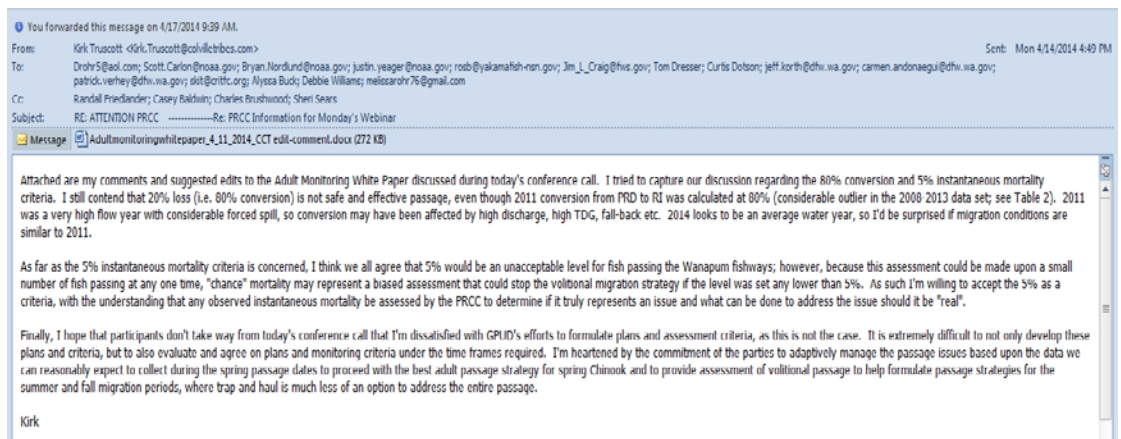 You forwarded this message on 4/17/2014 9:39 AM.
From: Kirk Truscott <Kirk.Truscott@colvilletribes.com> Sent: Mon 4/14/2014 4:49 PM
To: DrohrS@aol.com; Scott.Carlon@noaa.gov; Bryan.Nordlund@noaa.gov; justin.yeager@noaa.gov; rosb@yakamafish-nsn.gov; Jim_L_Craig@fws.gov; Tom Dresser; Curtis Dotson; jeff.korth@dfw.wa.gov; carmen.andonaegui@dfw.wa.gov;
patrick.verhey@dfw.wa.gov; skit@critfc.org; Alyssa Buck; Debbie Williams; melissarohr76@gmail.com
Cc: Randall Friedlander; Casey Baldwin; Charles Brushwood; Sheri Sears
Subject: RE: ATTENTION PRCC --------------Re: PRCC Information for Monday's Webinar
Message Adultmonitoringwhitepaper_4_11_2014_CCT edit-comment.docx (272 KB)
Attached are my comments and suggested edits to the Adult Monitoring White Paper discussed during today's conference call. I tried to capture our discussion regarding the 80% conversion and 5% instantaneous mortality
criteria. I still contend that 20% loss (i.e. 80% conversion) is not safe and effective passage, even though 2011 conversion from PRD to RI was calculated at 80% (considerable outlier in the 2008-2013 data set; see Table 2). 2011
was a very high flow year with considerable forced spill, so conversion may have been affected by high discharge, high TDG, fall-back etc. 2014 looks to be an average water year, so I'd be surprised if migration conditions are
similar to 2011.
As far as the 5% instantaneous mortality criteria is concerned, I think we all agree that 5% would be an unacceptable level for fish passing the Wanapum fishways; however, because this assessment could be made upon a small
number of fish passing at any one time, "chance" mortality may represent a biased assessment that could stop the volitional migration strategy if the level was set any lower than 5%. As such I'm willing to accept the 5% as a
criteria, with the understanding that any observed instantaneous mortality be assessed by the PRCC to determine if it truly represents an issue and what can be done to address the issue should it be "real".
Finally, I hope that participants don't take way from today's conference call that I'm dissatisfied with GPUD's efforts to formulate plans and assessment criteria, as this is not the case. It is extremely difficult to not only develop these
plans and criteria, but to also evaluate and agree on plans and monitoring criteria under the time frames required. I'm heartened by the commitment of the parties to adaptively manage the passage issues based upon the data we
can reasonably expect to collect during the spring passage dates to proceed with the best adult passage strategy for spring Chinook and to provide assessment of volitional passage to help formulate passage strategies for the
summer and fall migration periods, where trap and haul is much less of an option to address the entire passage.
Kirk